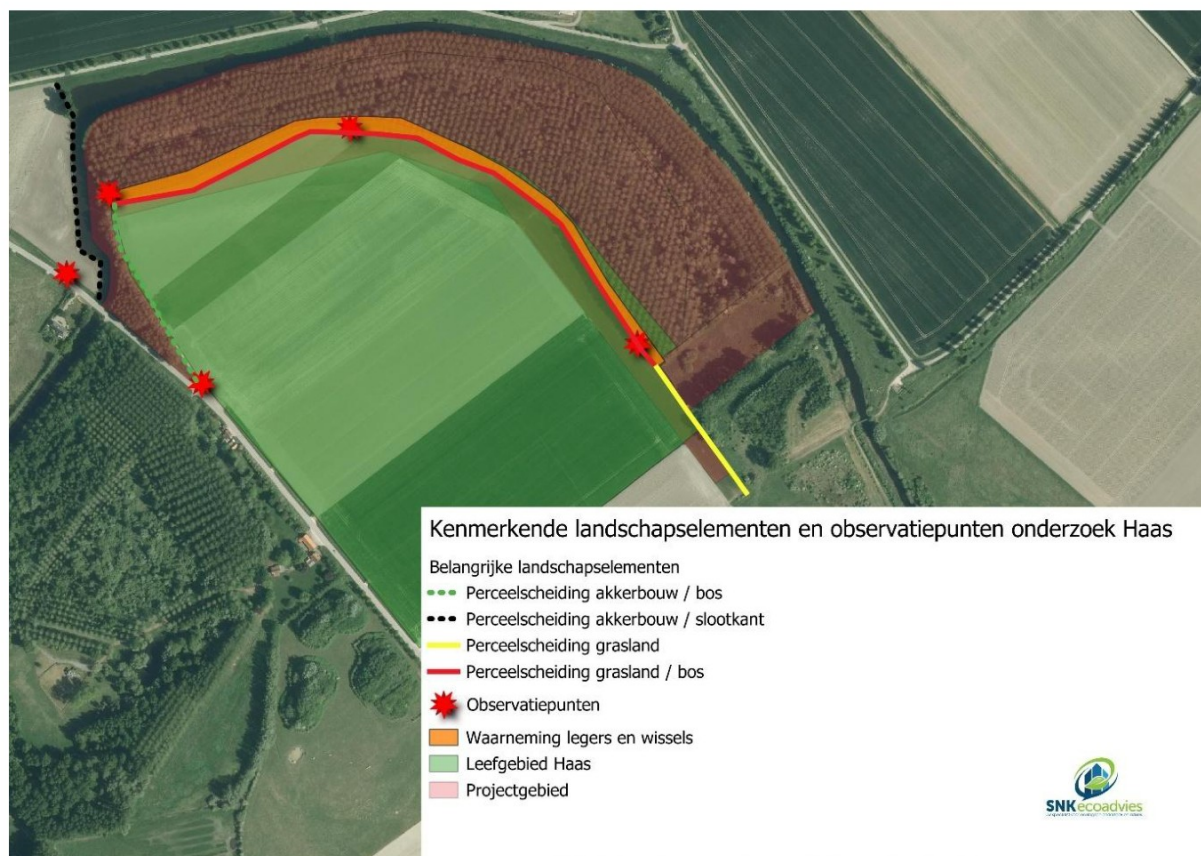 Kenmerkende landschapselementen en observatiepunten onderzoek Haas
Belangrijke landschapselementen
Perceelscheiding akkerbouw / bos
Perceelscheiding akkerbouw / slootkant
Perceelscheiding grasland
Perceelscheiding grasland / bos
Observatiepunten
Waarneming legers en wissels
Leefgebied Haas
Projectgebied
SNKecoadvies